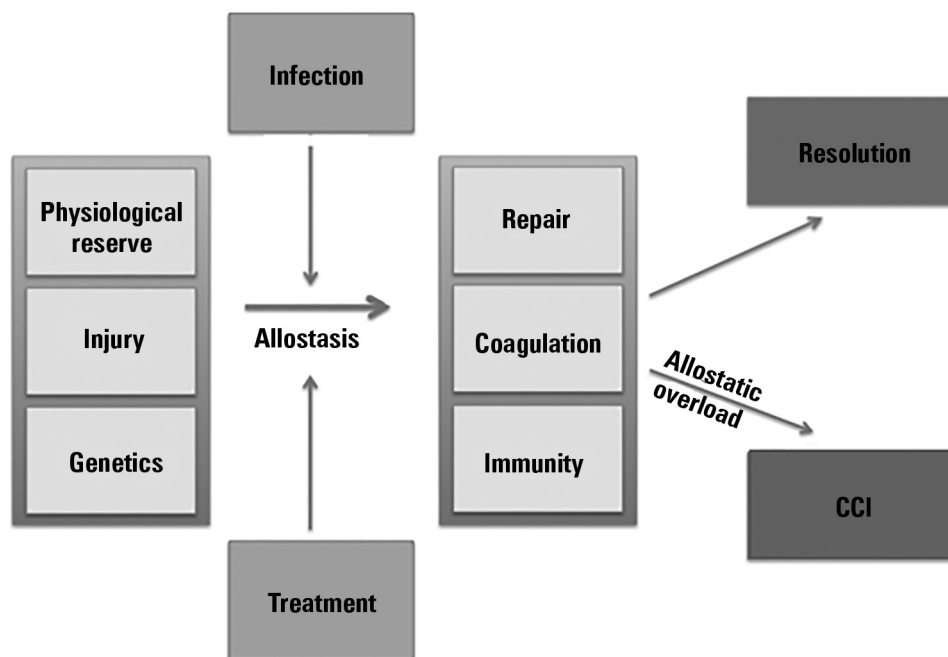 Infection
Resolution
Physiological
reserve
Repair
Injury
Allostasis
Coagulation
Allostatic
overload
Genetics
Immunity
CCI
Treatment